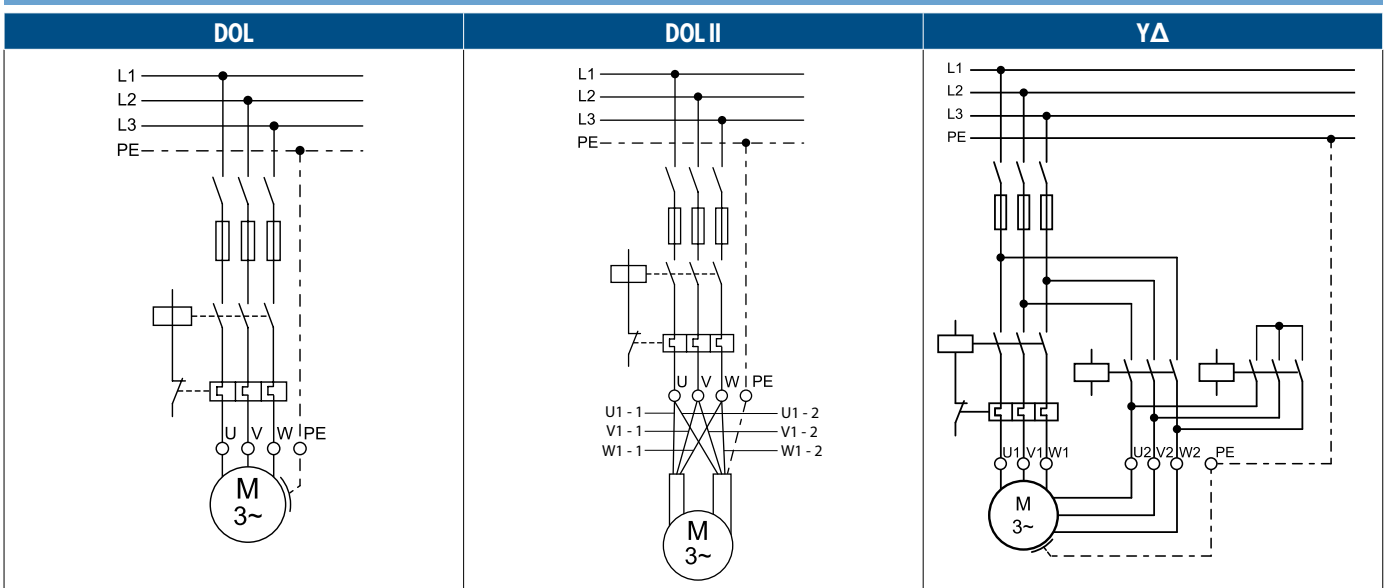 DOL
L1
L2
L3
PE
U V W PE
M
3~
DOL II
L1
L2
L3
PE
U V W PE
U1 - 1 U1 - 2
V1 - 1 V1 - 2
W1 - 1 W1 - 2
M
3~
YΔ
L1
L2
L3
PE
U1 V1 W1 U2 V2 W2 PE
M
3~